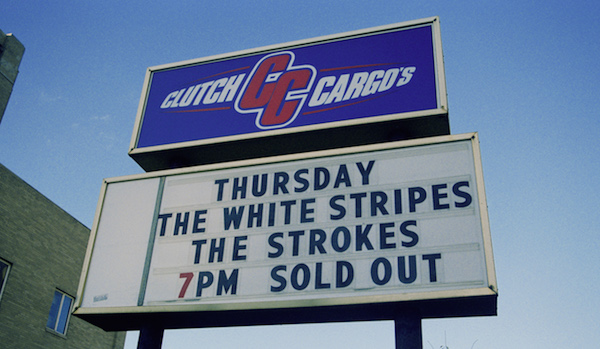 CLUTCH CC CARGO'S
THURSDAY
THE WHITE STRIPES
THE STROKES
7PM SOLD OUT